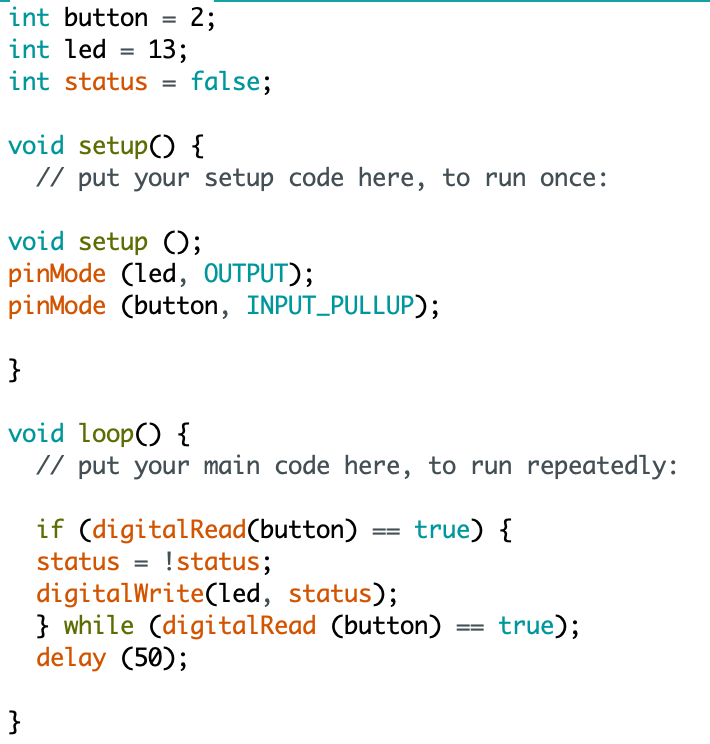 int button = 2;
int led = 13;
int status = false;
void setup() {
// put your setup code here, to run once:
void setup ();
pinMode (led, OUTPUT);
pinMode (button, INPUT_PULLUP);
}
void loop() {
// put your main code here, to run repeatedly:
if (digitalRead(button) == true) {
status = !status;
digitalWrite(led, status);
} while (digitalRead (button) == true);
delay (50);
}